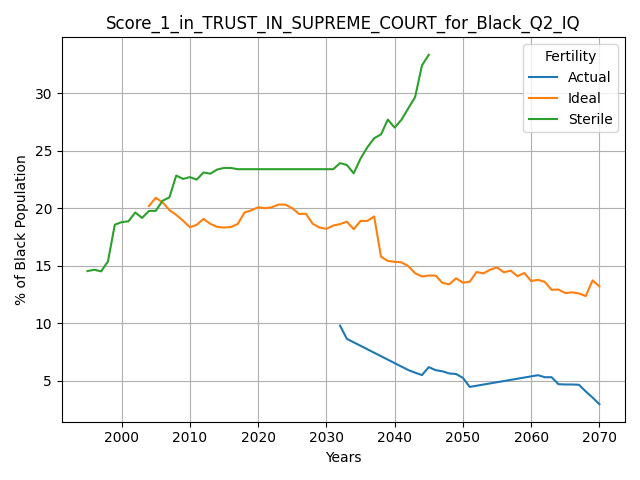 Score_1_in_TRUST_IN_SUPREME_COURT_for_Black_Q2_IQ
Fertility
Actual
Ideal
Sterile
% of Black Population
30
25
20
15
10
5
2000 2010 2020 2030 2040 2050 2060 2070
Years